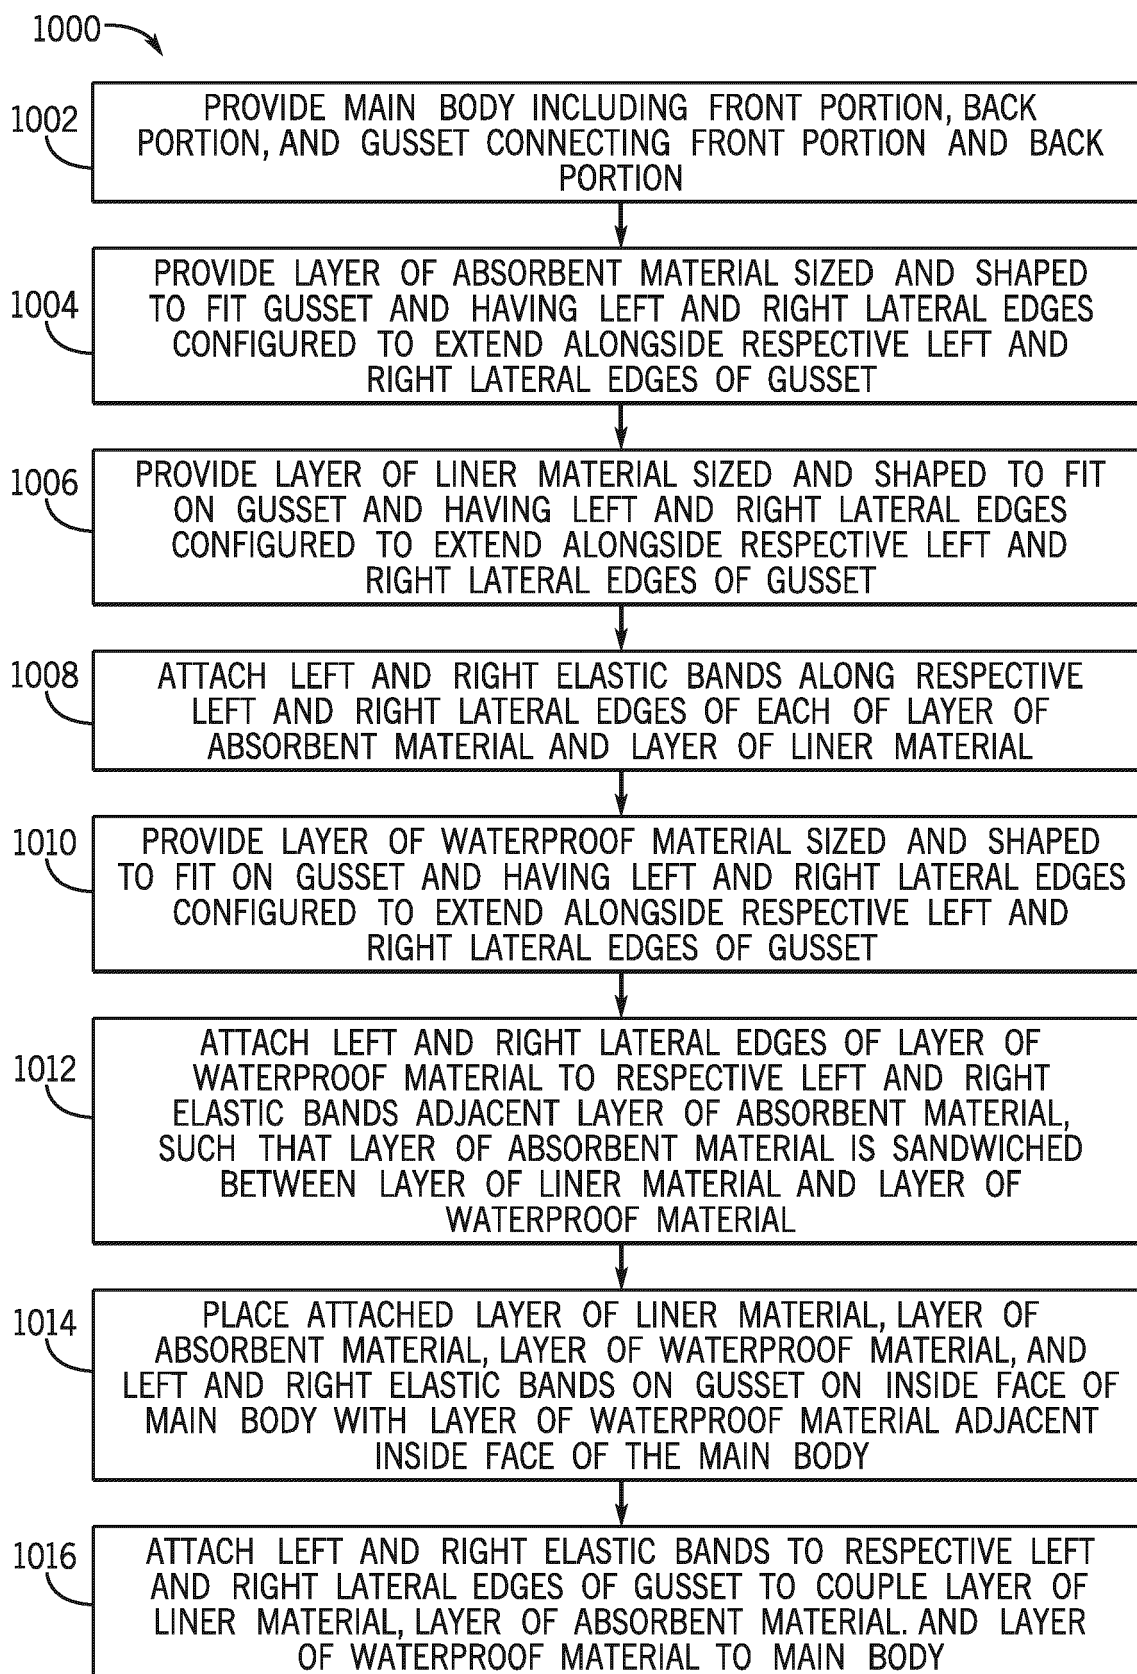 1000
1002
PROVIDE MAIN BODY INCLUDING FRONT PORTION, BACK
PORTION, AND GUSSET CONNECTING FRONT PORTION AND BACK
PORTION
1004
PROVIDE LAYER OF ABSORBENT MATERIAL SIZED AND SHAPED
TO FIT GUSSET AND HAVING LEFT AND RIGHT LATERAL EDGES
CONFIGURED TO EXTEND ALONGSIDE RESPECTIVE LEFT AND
RIGHT LATERAL EDGES OF GUSSET
1006
PROVIDE LAYER OF LINER MATERIAL SIZED AND SHAPED TO FIT
ON GUSSET AND HAVING LEFT AND RIGHT LATERAL EDGES
CONFIGURED TO EXTEND ALONGSIDE RESPECTIVE LEFT AND
RIGHT LATERAL EDGES OF GUSSET
1008
ATTACH LEFT AND RIGHT ELASTIC BANDS ALONG RESPECTIVE
LEFT AND RIGHT LATERAL EDGES OF EACH OF LAYER OF
ABSORBENT MATERIAL AND LAYER OF LINER MATERIAL
1010
PROVIDE LAYER OF WATERPROOF MATERIAL SIZED AND SHAPED
TO FIT ON GUSSET AND HAVING LEFT AND RIGHT LATERAL EDGES
CONFIGURED TO EXTEND ALONGSIDE RESPECTIVE LEFT AND
RIGHT LATERAL EDGES OF GUSSET
1012
ATTACH LEFT AND RIGHT LATERAL EDGES OF LAYER OF
WATERPROOF MATERIAL TO RESPECTIVE LEFT AND RIGHT
ELASTIC BANDS ADJACENT LAYER OF ABSORBENT MATERIAL,
SUCH THAT LAYER OF ABSORBENT MATERIAL IS SANDWICHED
BETWEEN LAYER OF LINER MATERIAL AND LAYER OF
WATERPROOF MATERIAL
1014
PLACE ATTACHED LAYER OF LINER MATERIAL, LAYER OF
ABSORBENT MATERIAL, LAYER OF WATERPROOF MATERIAL, AND
LEFT AND RIGHT ELASTIC BANDS ON GUSSET ON INSIDE FACE OF
MAIN BODY WITH LAYER OF WATERPROOF MATERIAL ADJACENT
INSIDE FACE OF THE MAIN BODY
1016
ATTACH LEFT AND RIGHT ELASTIC BANDS TO RESPECTIVE LEFT
AND RIGHT LATERAL EDGES OF GUSSET TO COUPLE LAYER OF
LINER MATERIAL, LAYER OF ABSORBENT MATERIAL. AND LAYER
OF WATERPROOF MATERIAL TO MAIN BODY